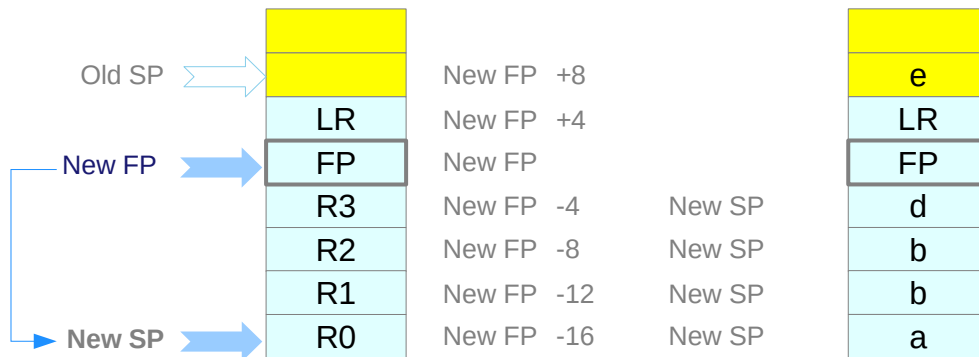 Old SP New FP +8 e
LR New FP +4 LR
New FP FP New FP FP
R3 New FP -4 New SP d
R2 New FP -8 New SP b
R1 New FP -12 New SP b
New SP R0 New FP -16 New SP a